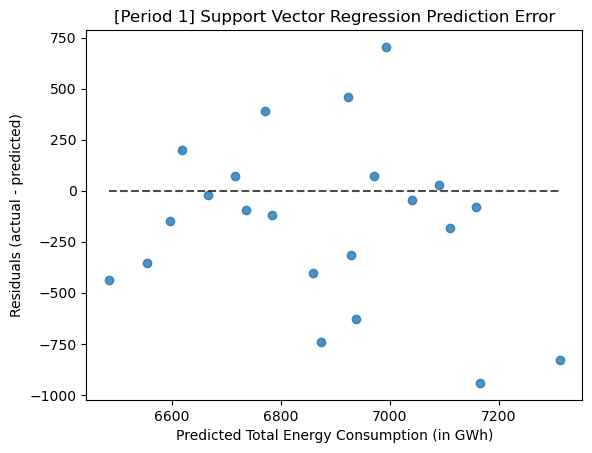 [Period 1] Support Vector Regression Prediction Error
750
500
250
0
−250
−500
−750
−1000
Residuals (actual - predicted)
6600 6800 7000 7200
Predicted Total Energy Consumption (in GWh)